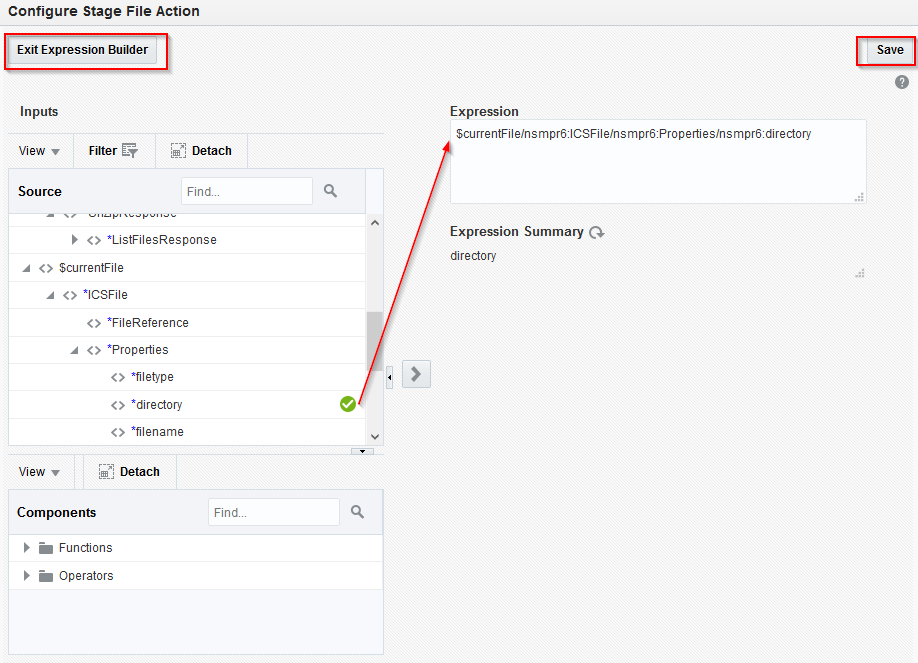 Configure Stage File Action
Exit Expression Builder
Save
?
Inputs
View
Filter
Detach
Source
Find...
UnZipResponse
*ListFilesResponse
$currentFile
*ICSFile
*FileReference
*Properties
*filetype
*directory
*filename
View
Detach
Components
Find...
Functions
Operators
Expression
$currentFile/nsmpr6:ICSFile/nsmpr6:Properties/nsmpr6:directory
Expression Summary
directory